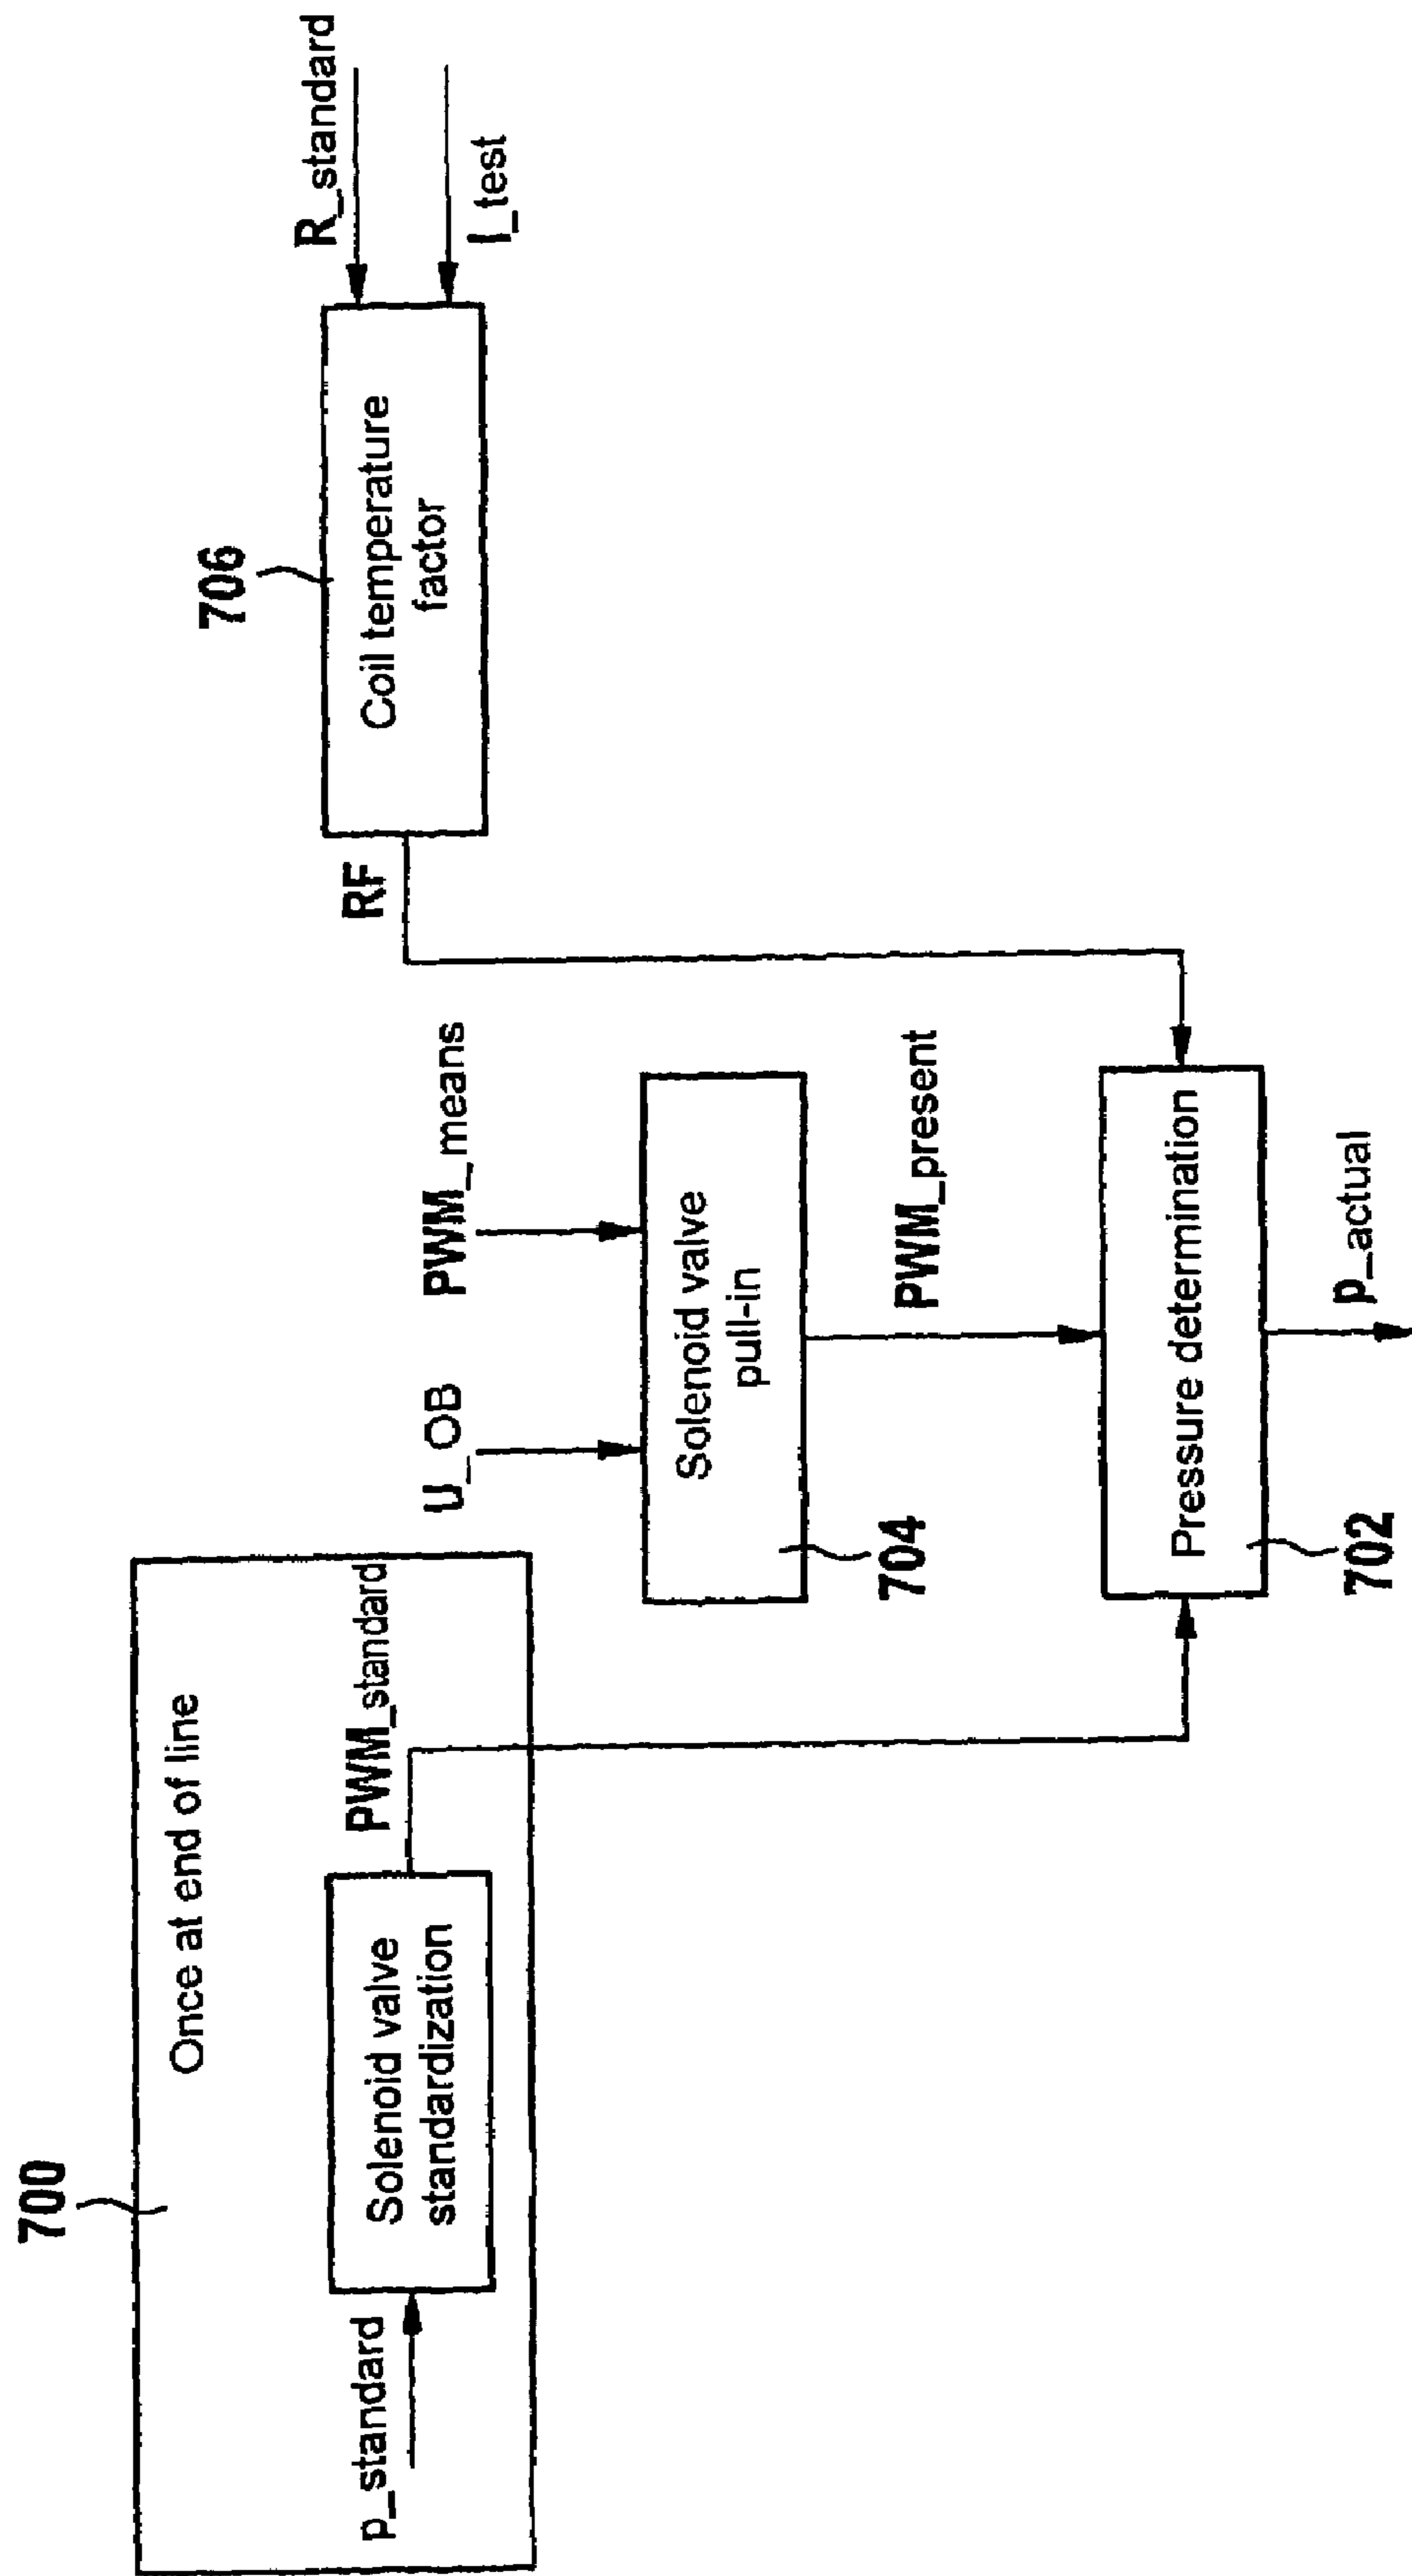 700
Once at end of line
p_standard
Solenoid valve
standardization
PWM_standard
U_OB
PWM_means
Solenoid valve
pull-in
704
PWM_present
706
Coil temperature
factor
R_standard
I_test
RF
Pressure determination
702
p_actual